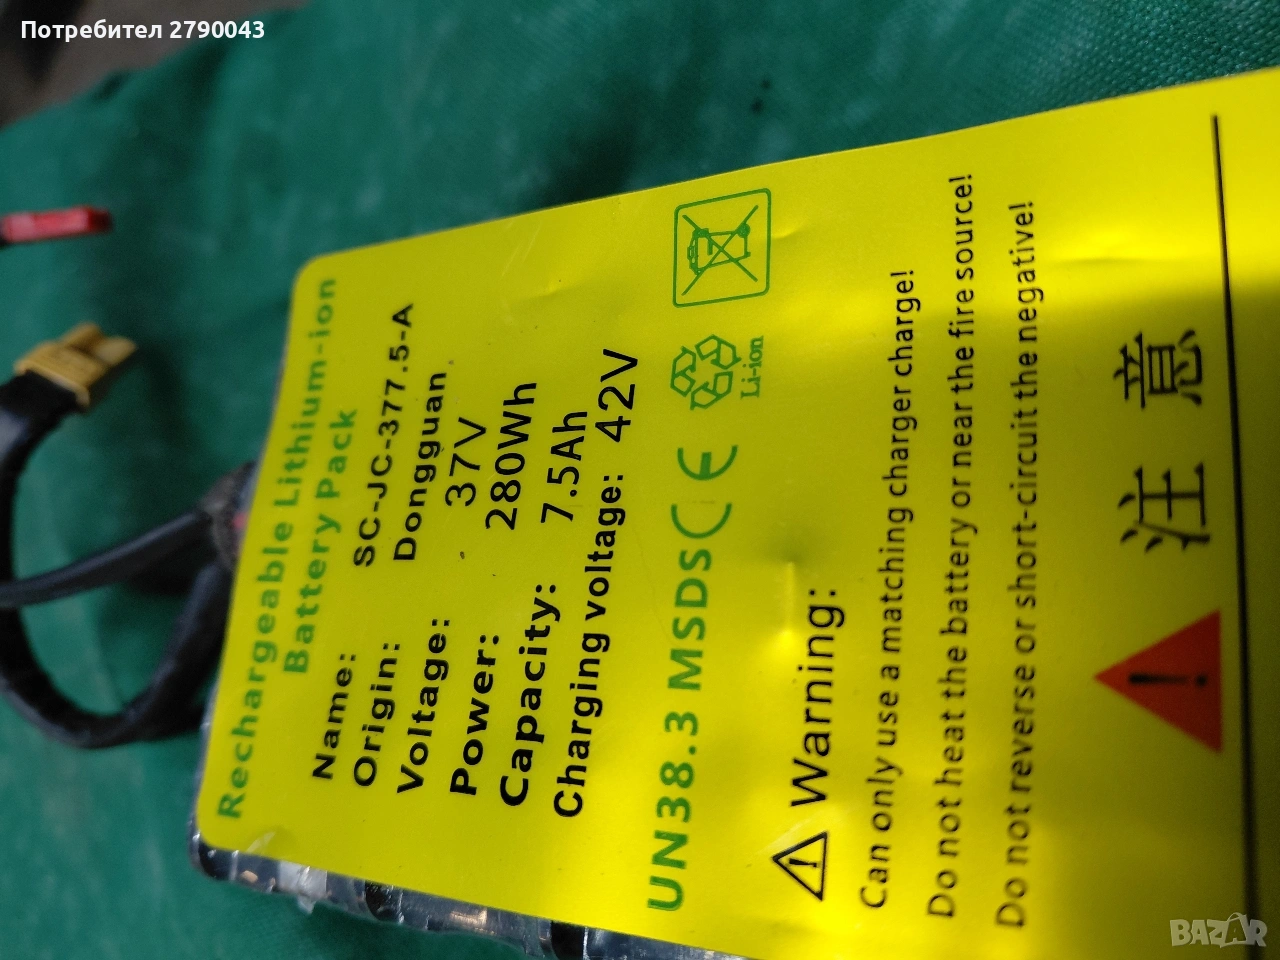 Потребител 2790043
Rechargeable Lithium-ion
Battery Pack
Name: SC-JC-377.5-A
Origin: Dongguan
Voltage: 37V
Power: 280Wh
Capacity: 7.5Ah
Charging voltage: 42V
UN38.3 MSDS CE
Li-ion
Warning:
Can only use a matching charger charge!
Do not heat the battery or near the fire source!
Do not reverse or short-circuit the negative!
注 意
BAZAR